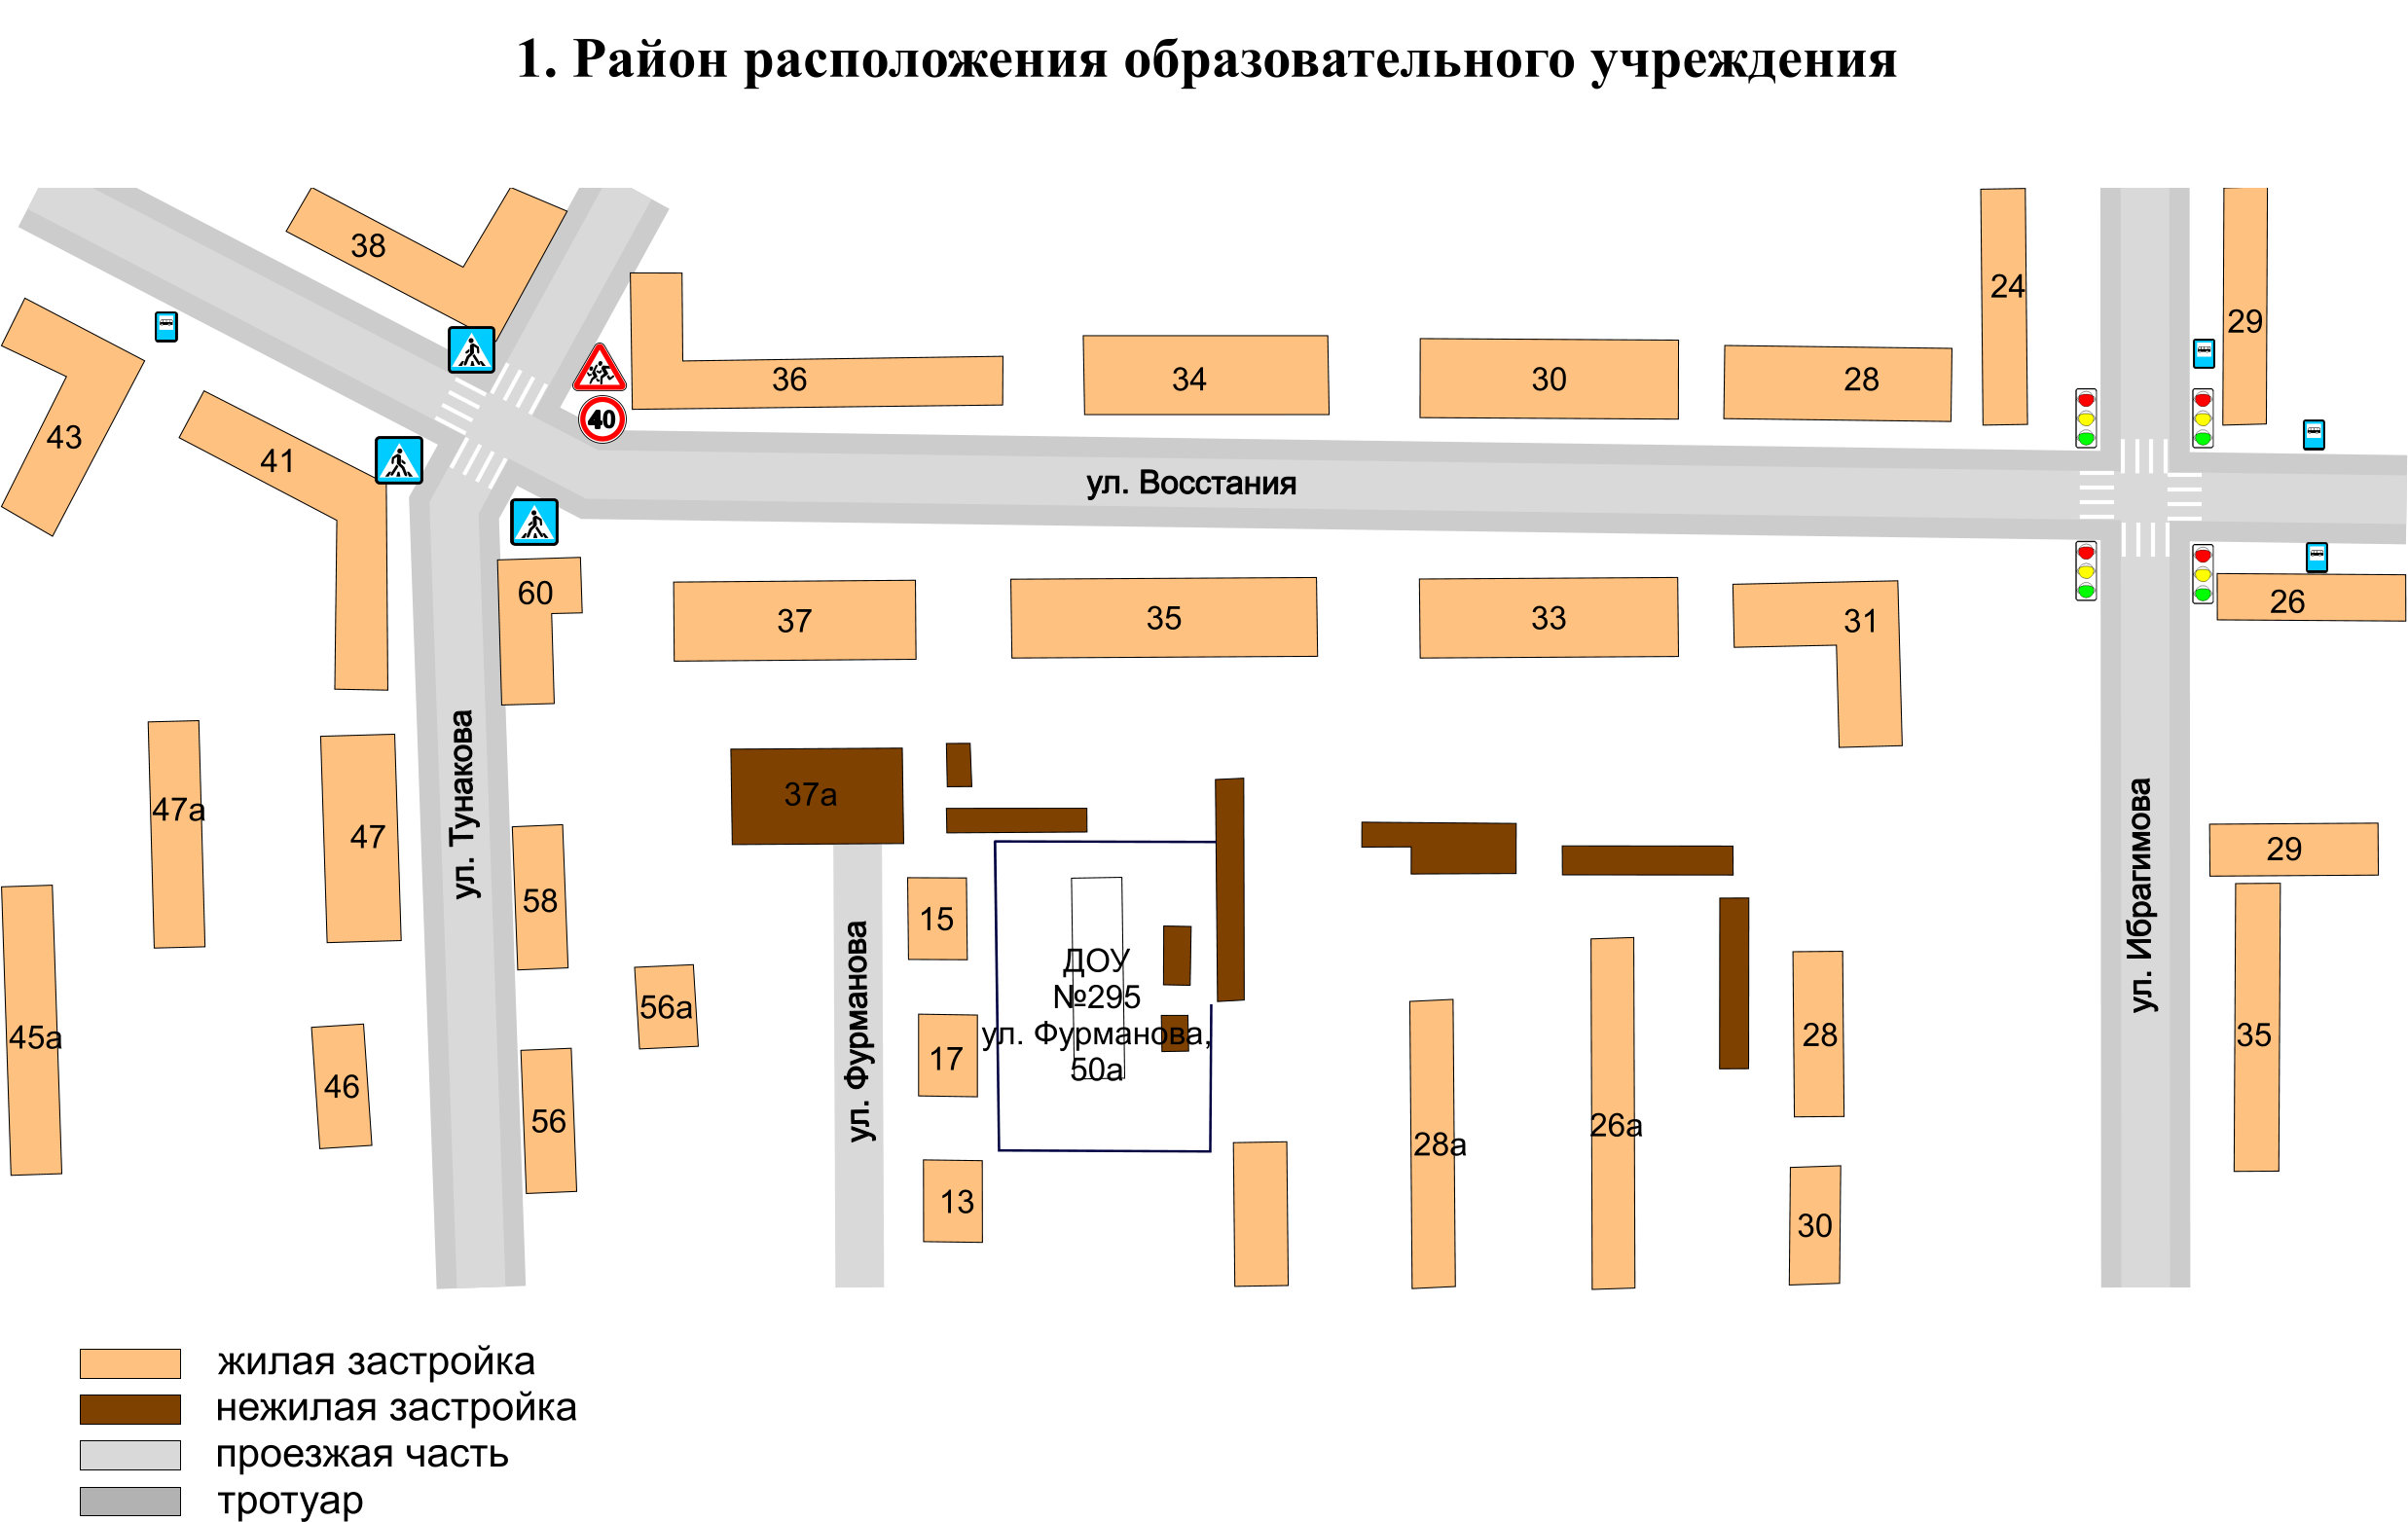 1. Район расположения образовательного учреждения
38
24
29
43
41
40
36
34
30
28
ул. Восстания
60
37
35
33
31
26
47а
47
ул. Тунакова
37а
58
15
ул. Фурманова
ДОУ
№295
ул. Фурманова,
50а
ул. Ибрагимова
29
45а
46
56а
56
17
13
28а
26а
28
30
35
жилая застройка
нежилая застройка
проезжая часть
тротуар